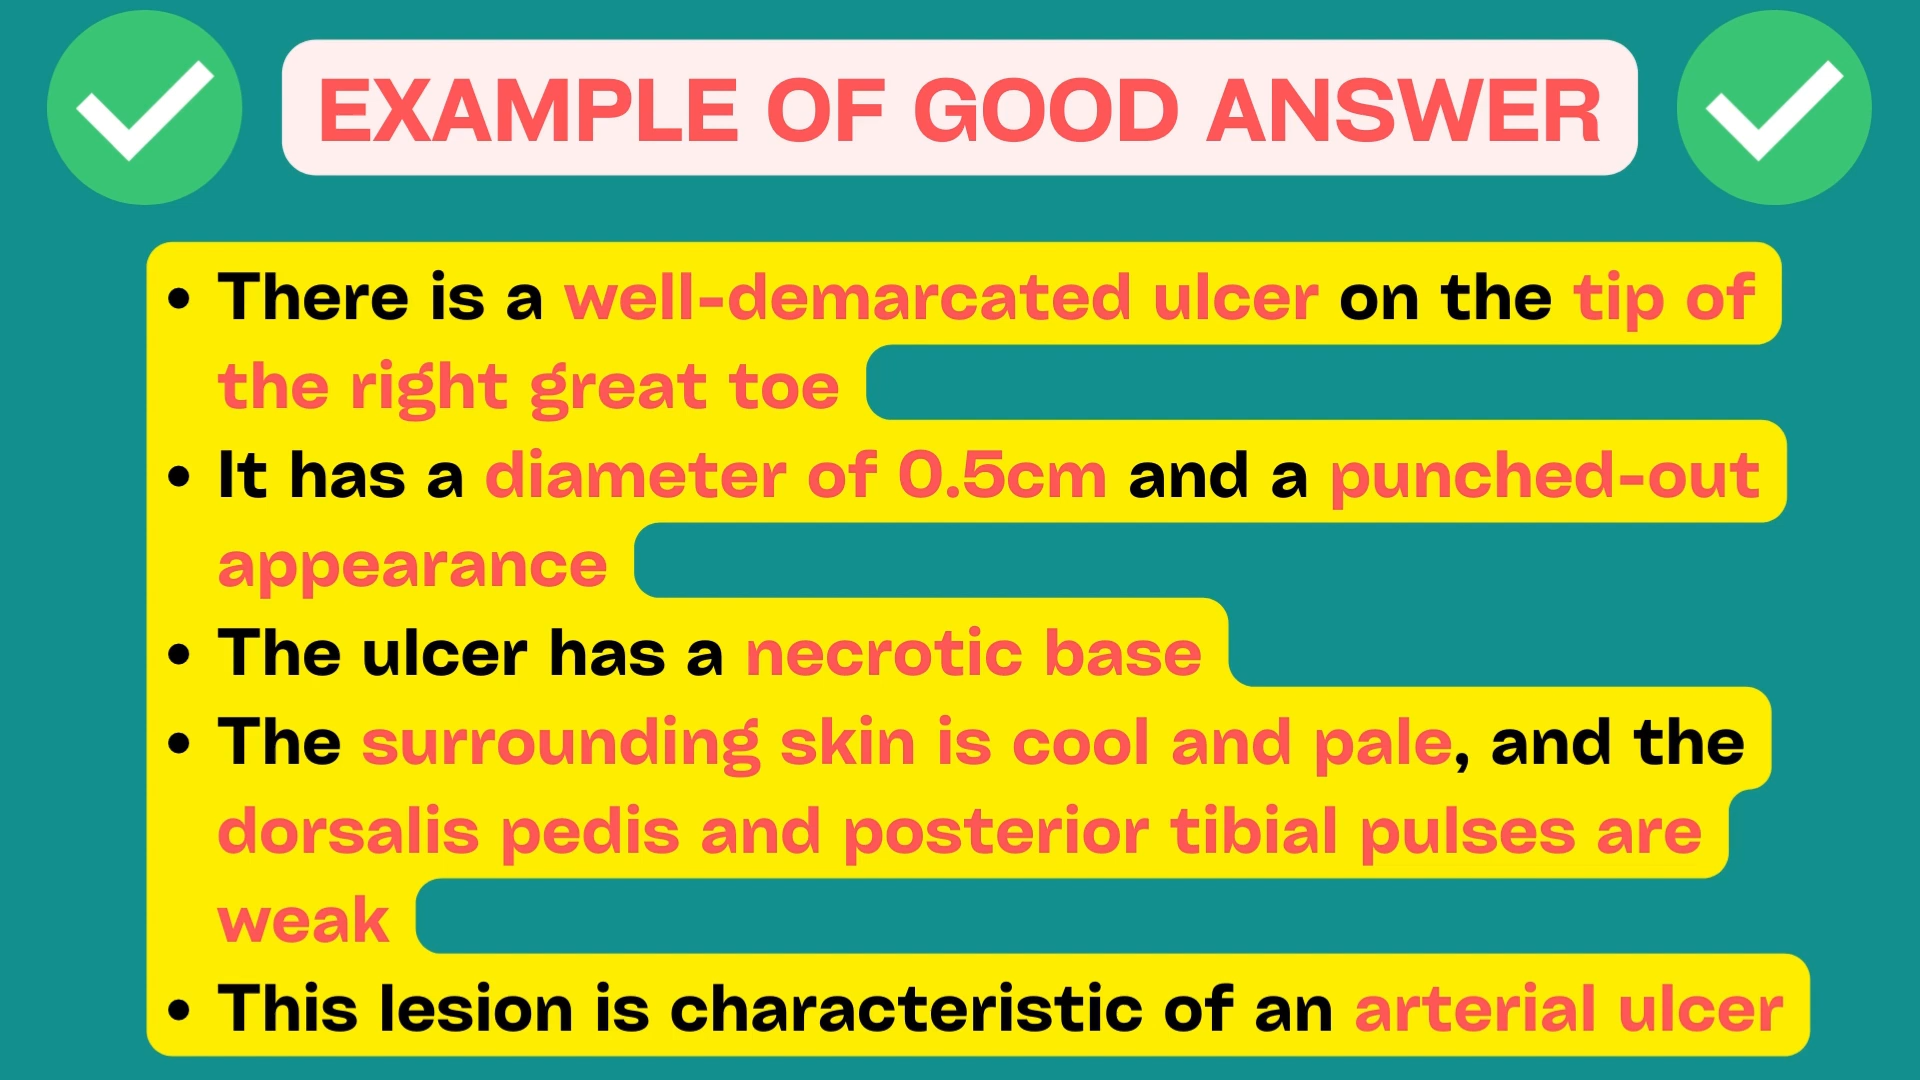 EXAMPLE OF GOOD ANSWER
• There is a well-demarcated ulcer on the tip of
the right great toe
• It has a diameter of 0.5cm and a punched-out
appearance
• The ulcer has a necrotic base
• The surrounding skin is cool and pale, and the
dorsalis pedis and posterior tibial pulses are
weak
• This lesion is characteristic of an arterial ulcer